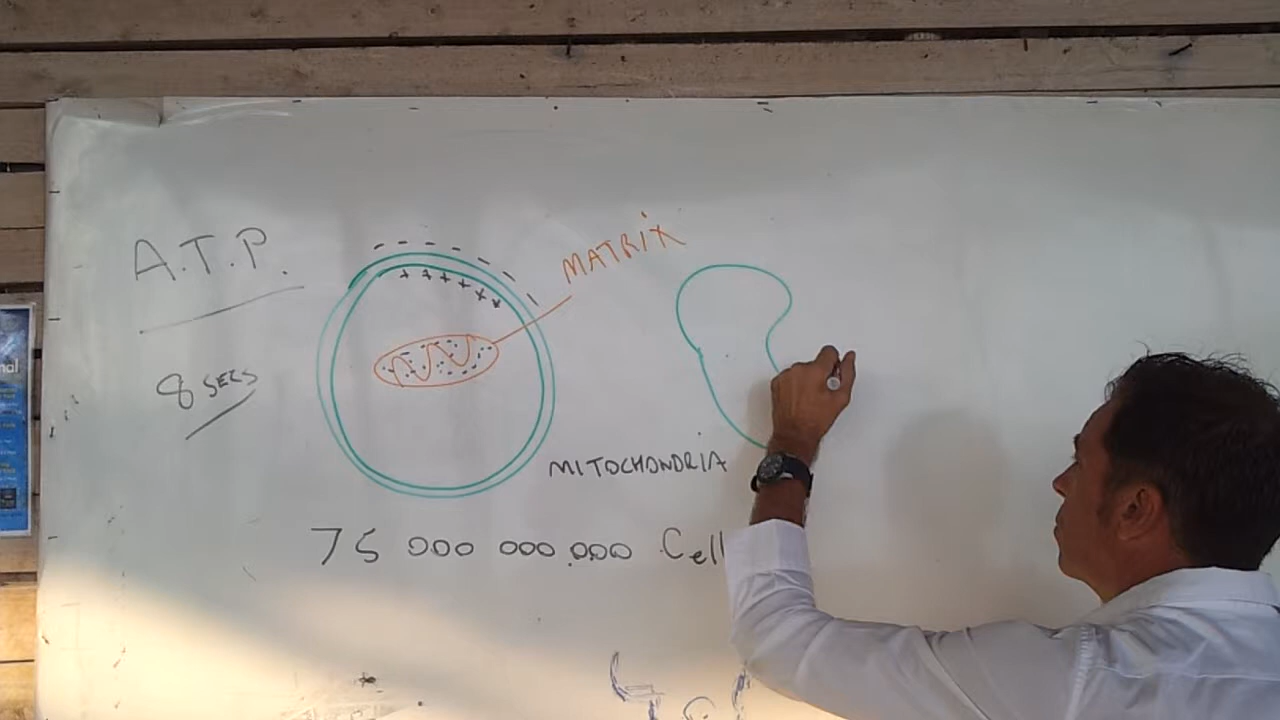 A.T.P.
MATRIX
8 SECS
MITOCHONDRIA
75 000 000.000 Cell